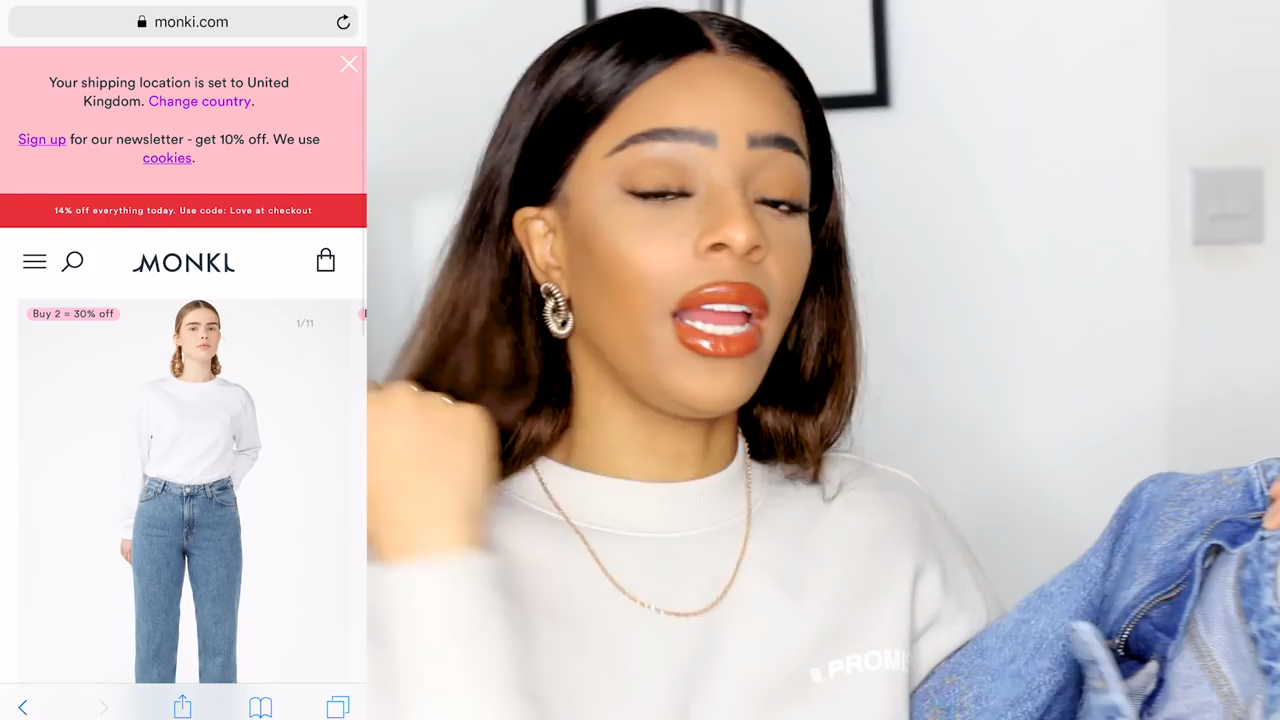 monki.com
Your shipping location is set to United
Kingdom. Change country.
Sign up for our newsletter - get 10% off. We use
cookies.
14% off everything today. Use code: Love at checkout
MONKI
Buy 2 = 30% off
1/11
PROMI